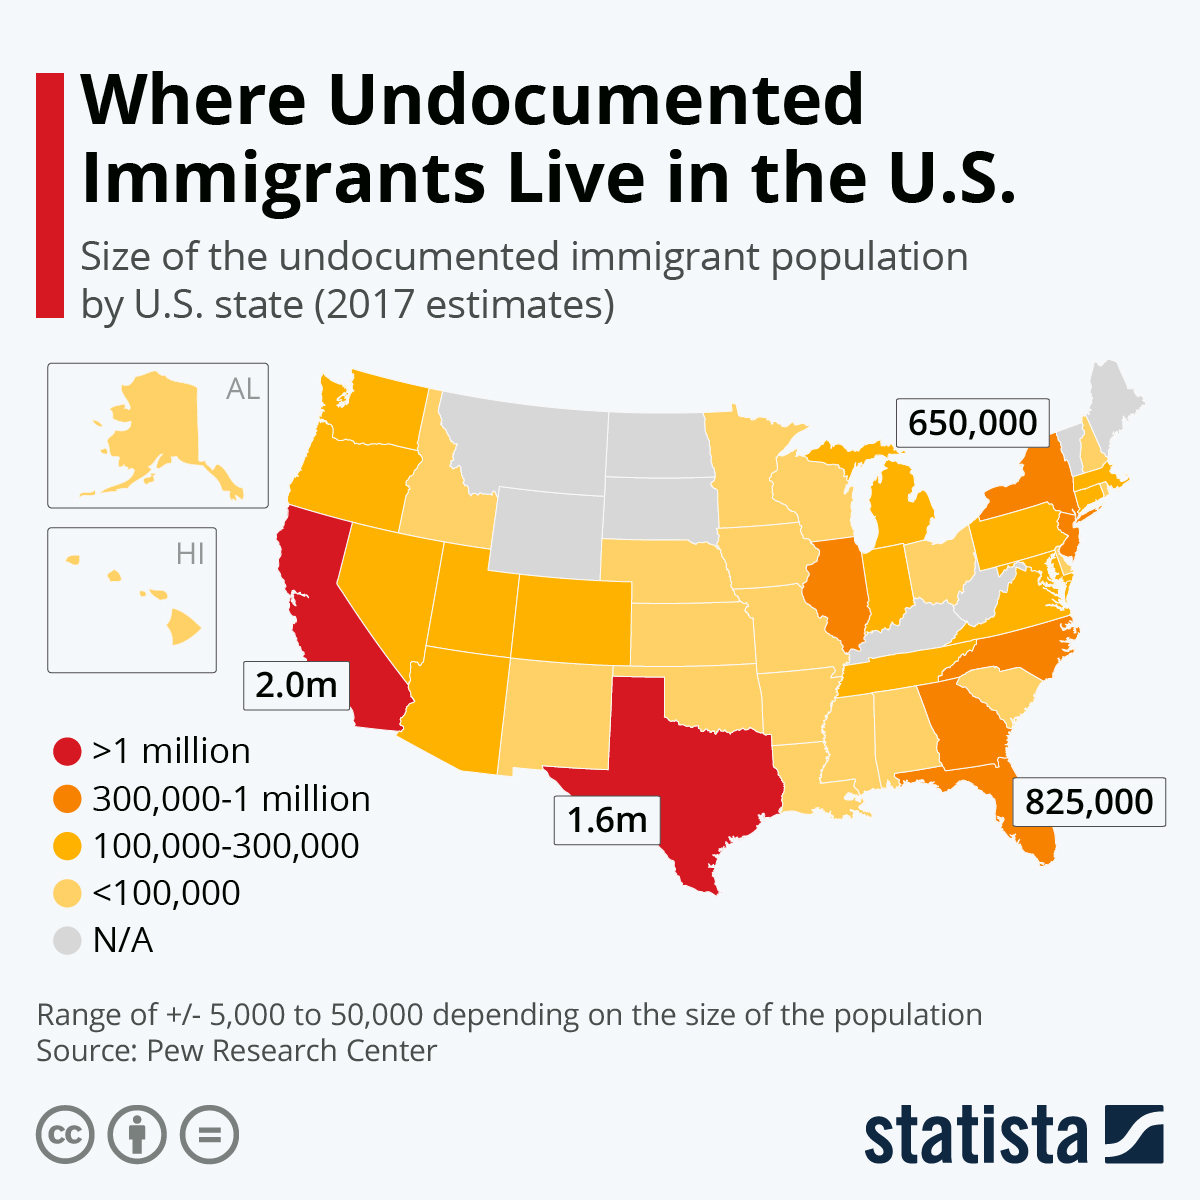 Where Undocumented
Immigrants Live in the U.S.
Size of the undocumented immigrant population
by U.S. state (2017 estimates)
AL
HI
650,000
2.0m
1.6m
825,000
>1 million
300,000-1 million
100,000-300,000
<100,000
N/A
Range of +/- 5,000 to 50,000 depending on the size of the population
Source: Pew Research Center
cc
statista